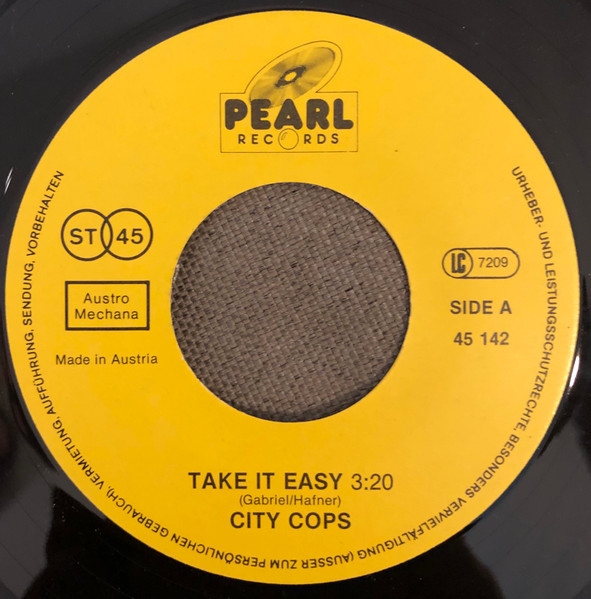 PEARL
RECORDS
ST 45
Austro
Mechana
Made in Austria
LC 7209
SIDE A
45 142
TAKE IT EASY 3:20
(Gabriel/Hafner)
CITY COPS
URHEBER- UND LEISTUNGSSCHUTZRECHTE, BESONDERS VERVIELFÄLTIGUNG (AUSSER ZUM PERSÖNLICHEN GEBRAUCH), VERMIETUNG, AUFFÜHRUNG, SENDUNG, VORBEHALTEN